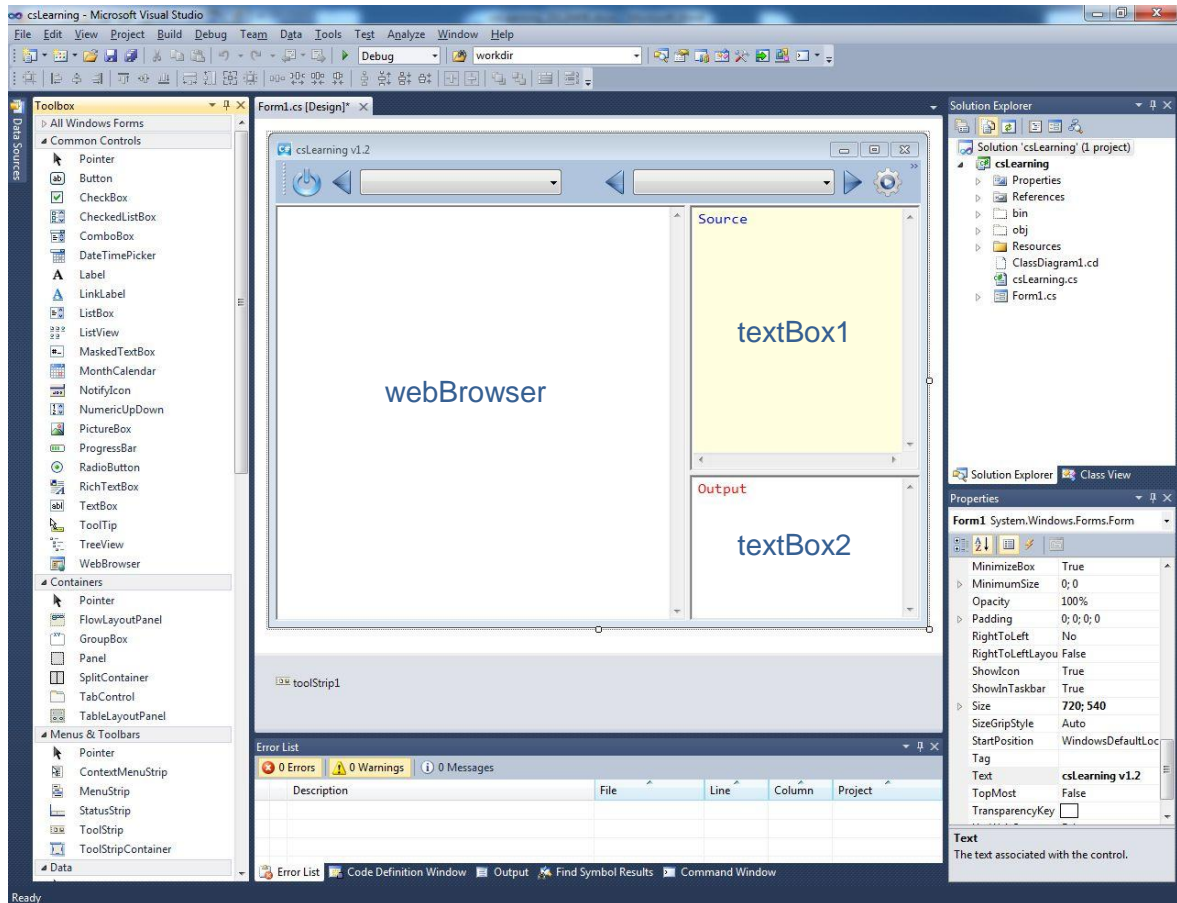 csLearning - Microsoft Visual Studio
File Edit View Project Build Debug Team Data Tools Test Analyze Window Help
Debug workdir
Data Sources
Toolbox
All Windows Forms
Common Controls
Pointer
Button
CheckBox
CheckedListBox
ComboBox
DateTimePicker
Label
LinkLabel
ListBox
ListView
MaskedTextBox
MonthCalendar
NotifyIcon
NumericUpDown
PictureBox
ProgressBar
RadioButton
RichTextBox
TextBox
ToolTip
TreeView
WebBrowser
Containers
Pointer
FlowLayoutPanel
GroupBox
Panel
SplitContainer
TabControl
TableLayoutPanel
Menus & Toolbars
Pointer
ContextMenuStrip
MenuStrip
StatusStrip
ToolStrip
ToolStripContainer
Data
Form1.cs [Design]*
csLearning v1.2
webBrowser
Source
textBox1
Output
textBox2
toolStrip1
Error List
0 Errors 0 Warnings 0 Messages
Description File Line Column Project
Error List Code Definition Window Output Find Symbol Results Command Window
Solution Explorer
Solution 'csLearning' (1 project)
csLearning
Properties
References
bin
obj
Resources
ClassDiagram1.cd
csLearning.cs
Form1.cs
Solution Explorer Class View
Properties
Form1 System.Windows.Forms.Form
MinimizeBox True
MinimumSize 0; 0
Opacity 100%
Padding 0; 0; 0; 0
RightToLeft No
RightToLeftLayou False
ShowIcon True
ShowInTaskbar True
Size 720; 540
SizeGripStyle Auto
StartPosition WindowsDefaultLoc
Tag
Text csLearning v1.2
TopMost False
TransparencyKey
Text
The text associated with the control.
Ready